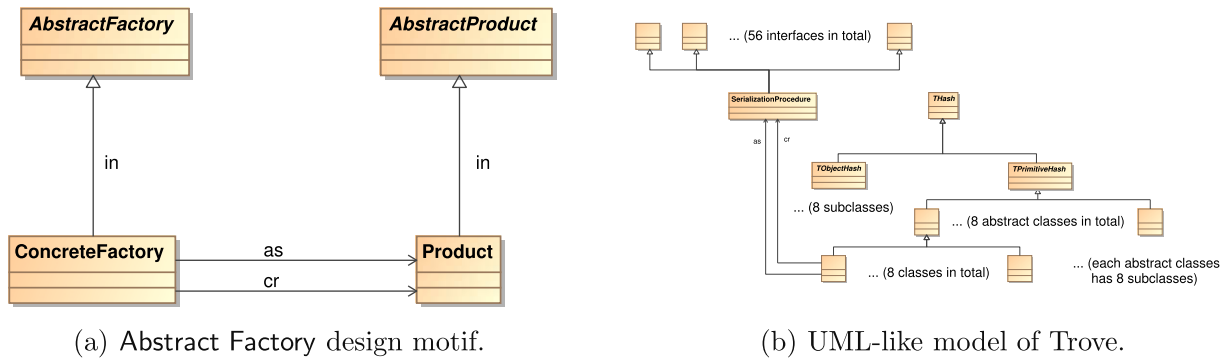 AbstractFactory
AbstractProduct
in
in
ConcreteFactory
as
cr
Product
(a) Abstract Factory design motif.
... (56 interfaces in total)
SerializationProcedure
THash
as
cr
TObjectHash
TPrimitiveHash
... (8 subclasses)
... (8 abstract classes in total)
... (8 classes in total)
... (each abstract classes
has 8 subclasses)
(b) UML-like model of Trove.